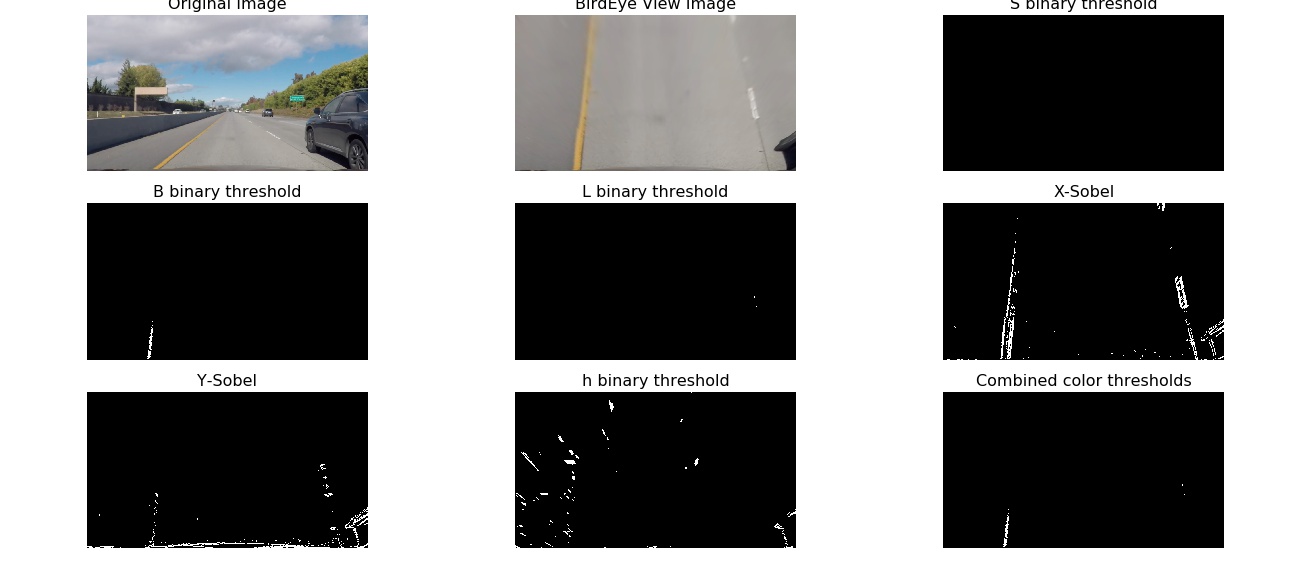 Original Image
BirdEye View Image
S binary threshold
B binary threshold
L binary threshold
X-Sobel
Y-Sobel
h binary threshold
Combined color thresholds